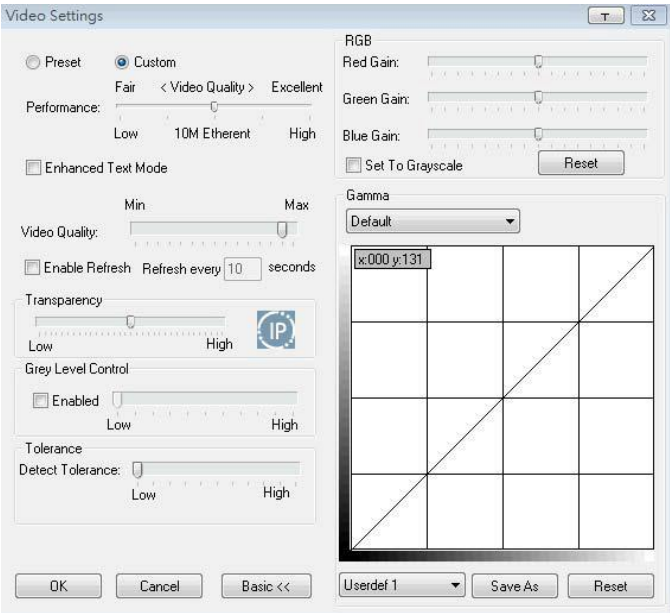 Video Settings
T
Preset Custom
Fair < Video Quality > Excellent
Performance:
Low 10M Etherent High
Enhanced Text Mode
Min Max
Video Quality:
Enable Refresh Refresh every 10 seconds
Transparency
Low High
IP
Grey Level Control
Enabled
Low High
Tolerance
Detect Tolerance:
Low High
OK Cancel Basic <<
RGB
Red Gain:
Green Gain:
Blue Gain:
Set To Grayscale Reset
Gamma
Default
x:000 y:131
Userdef 1 Save As Reset